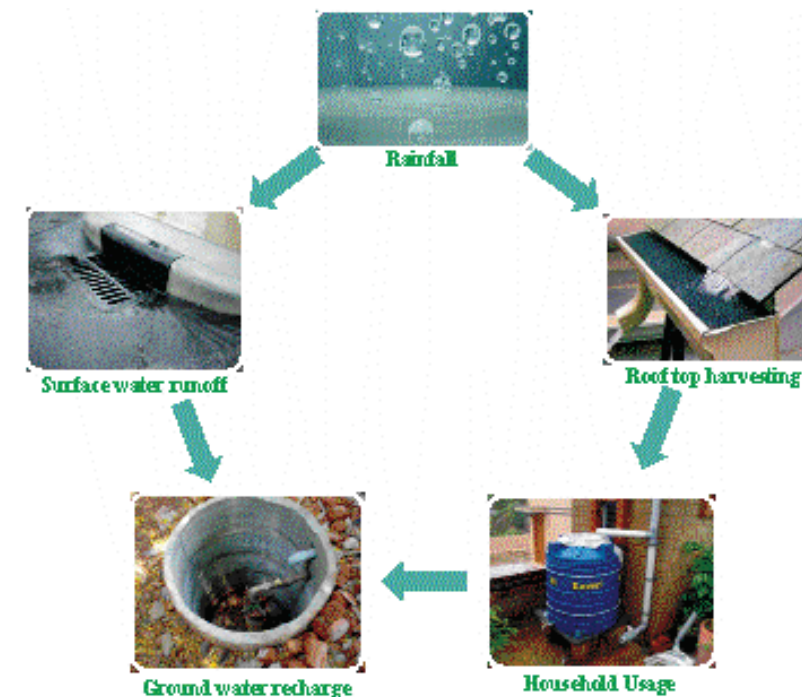 Rainfall
Surface water runoff
Roof top harvesting
Ground water recharge
Household Usage